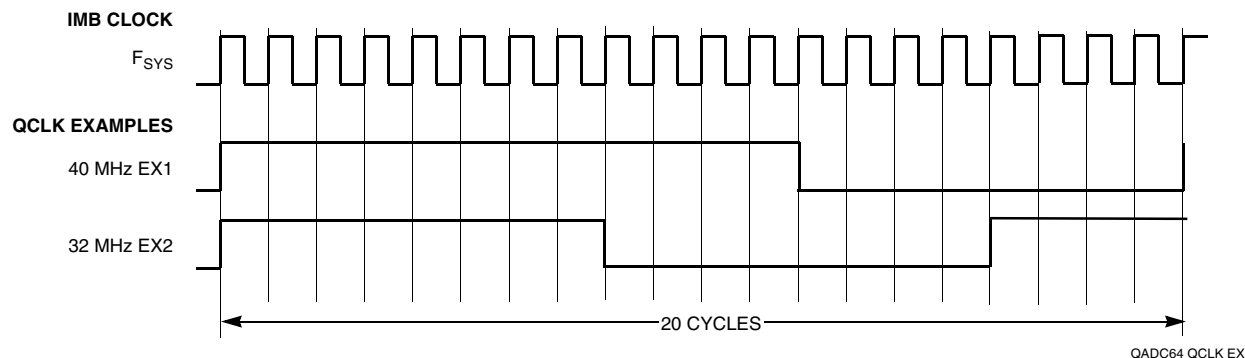 IMB CLOCK
FSYS
QCLK EXAMPLES
40 MHz EX1
32 MHz EX2
20 CYCLES
QADC64 QCLK EX